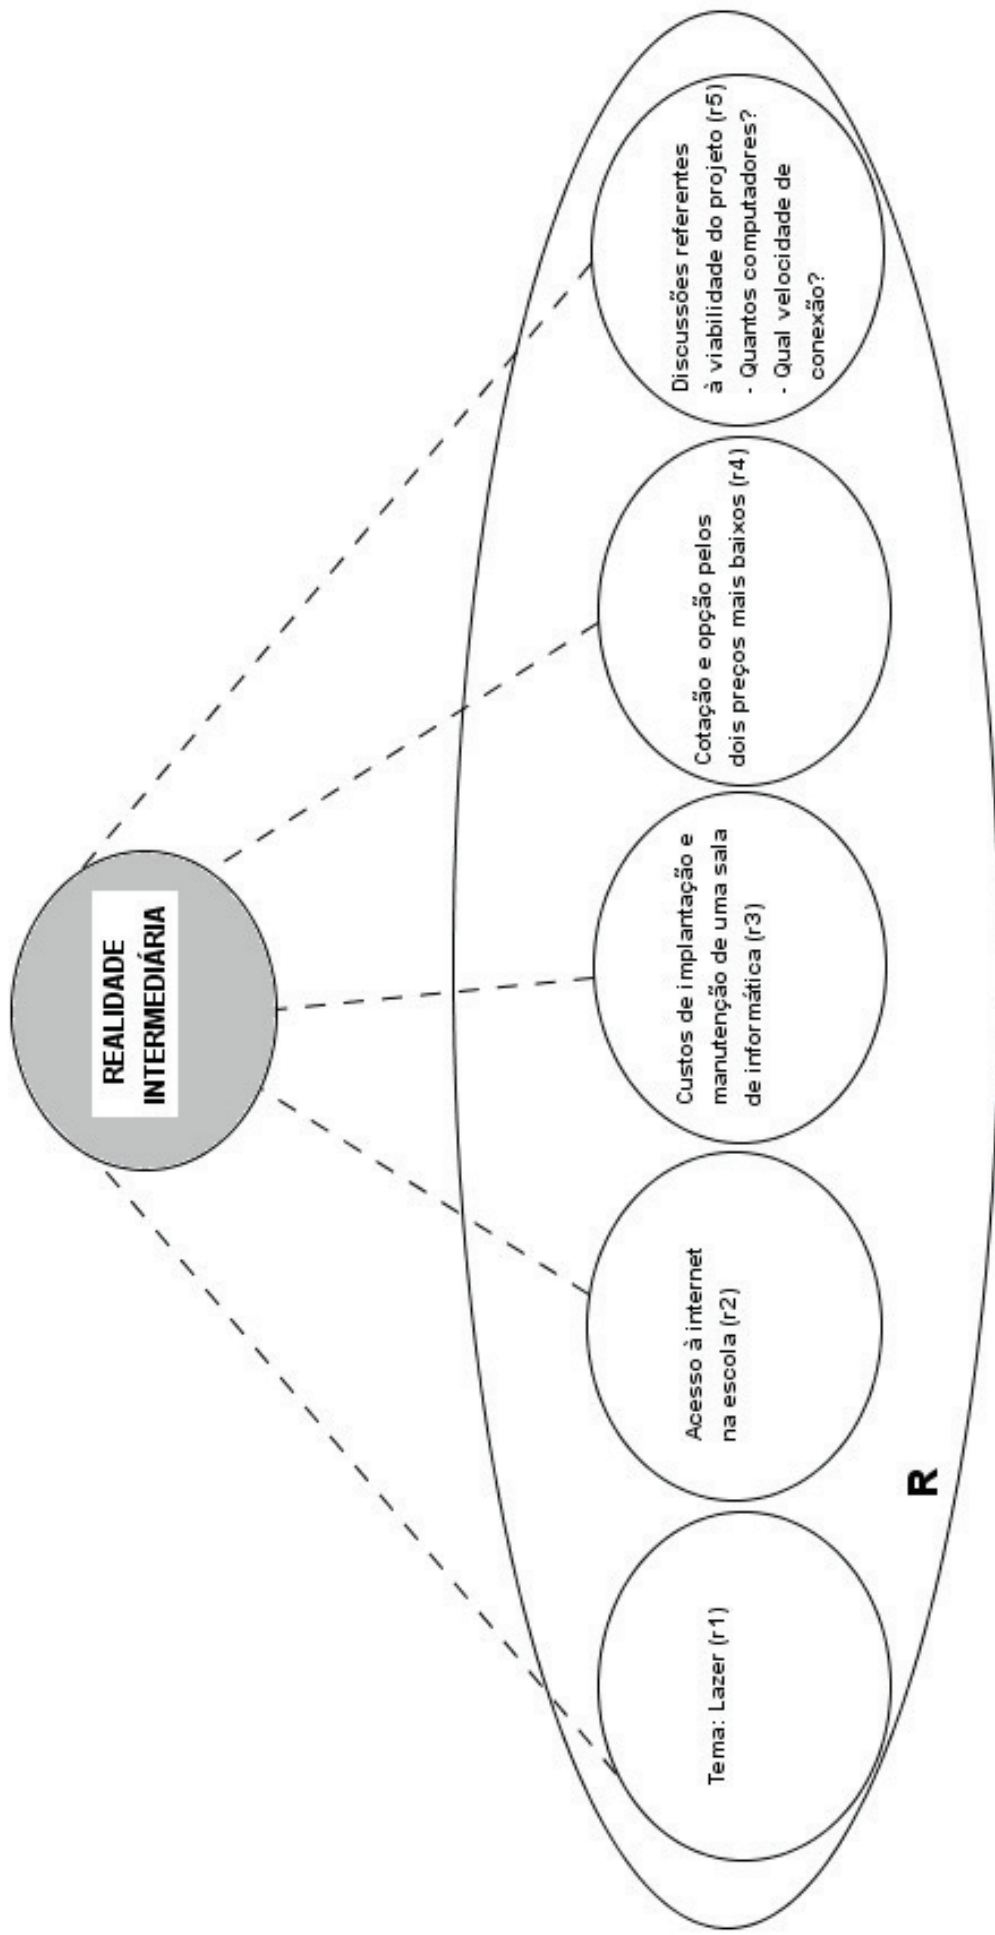 REALIDADE
INTERMEDIÁRIA
Tema: Lazer (r1)
Acesso à internet
na escola (r2)
Custos de implantação e
manutenção de uma sala
de informática (r3)
Cotação e opção pelos
dois preços mais baixos (r4)
Discussões referentes
à viabilidade do projeto (r5)
- Quantos computadores?
- Qual velocidade de
conexão?
R